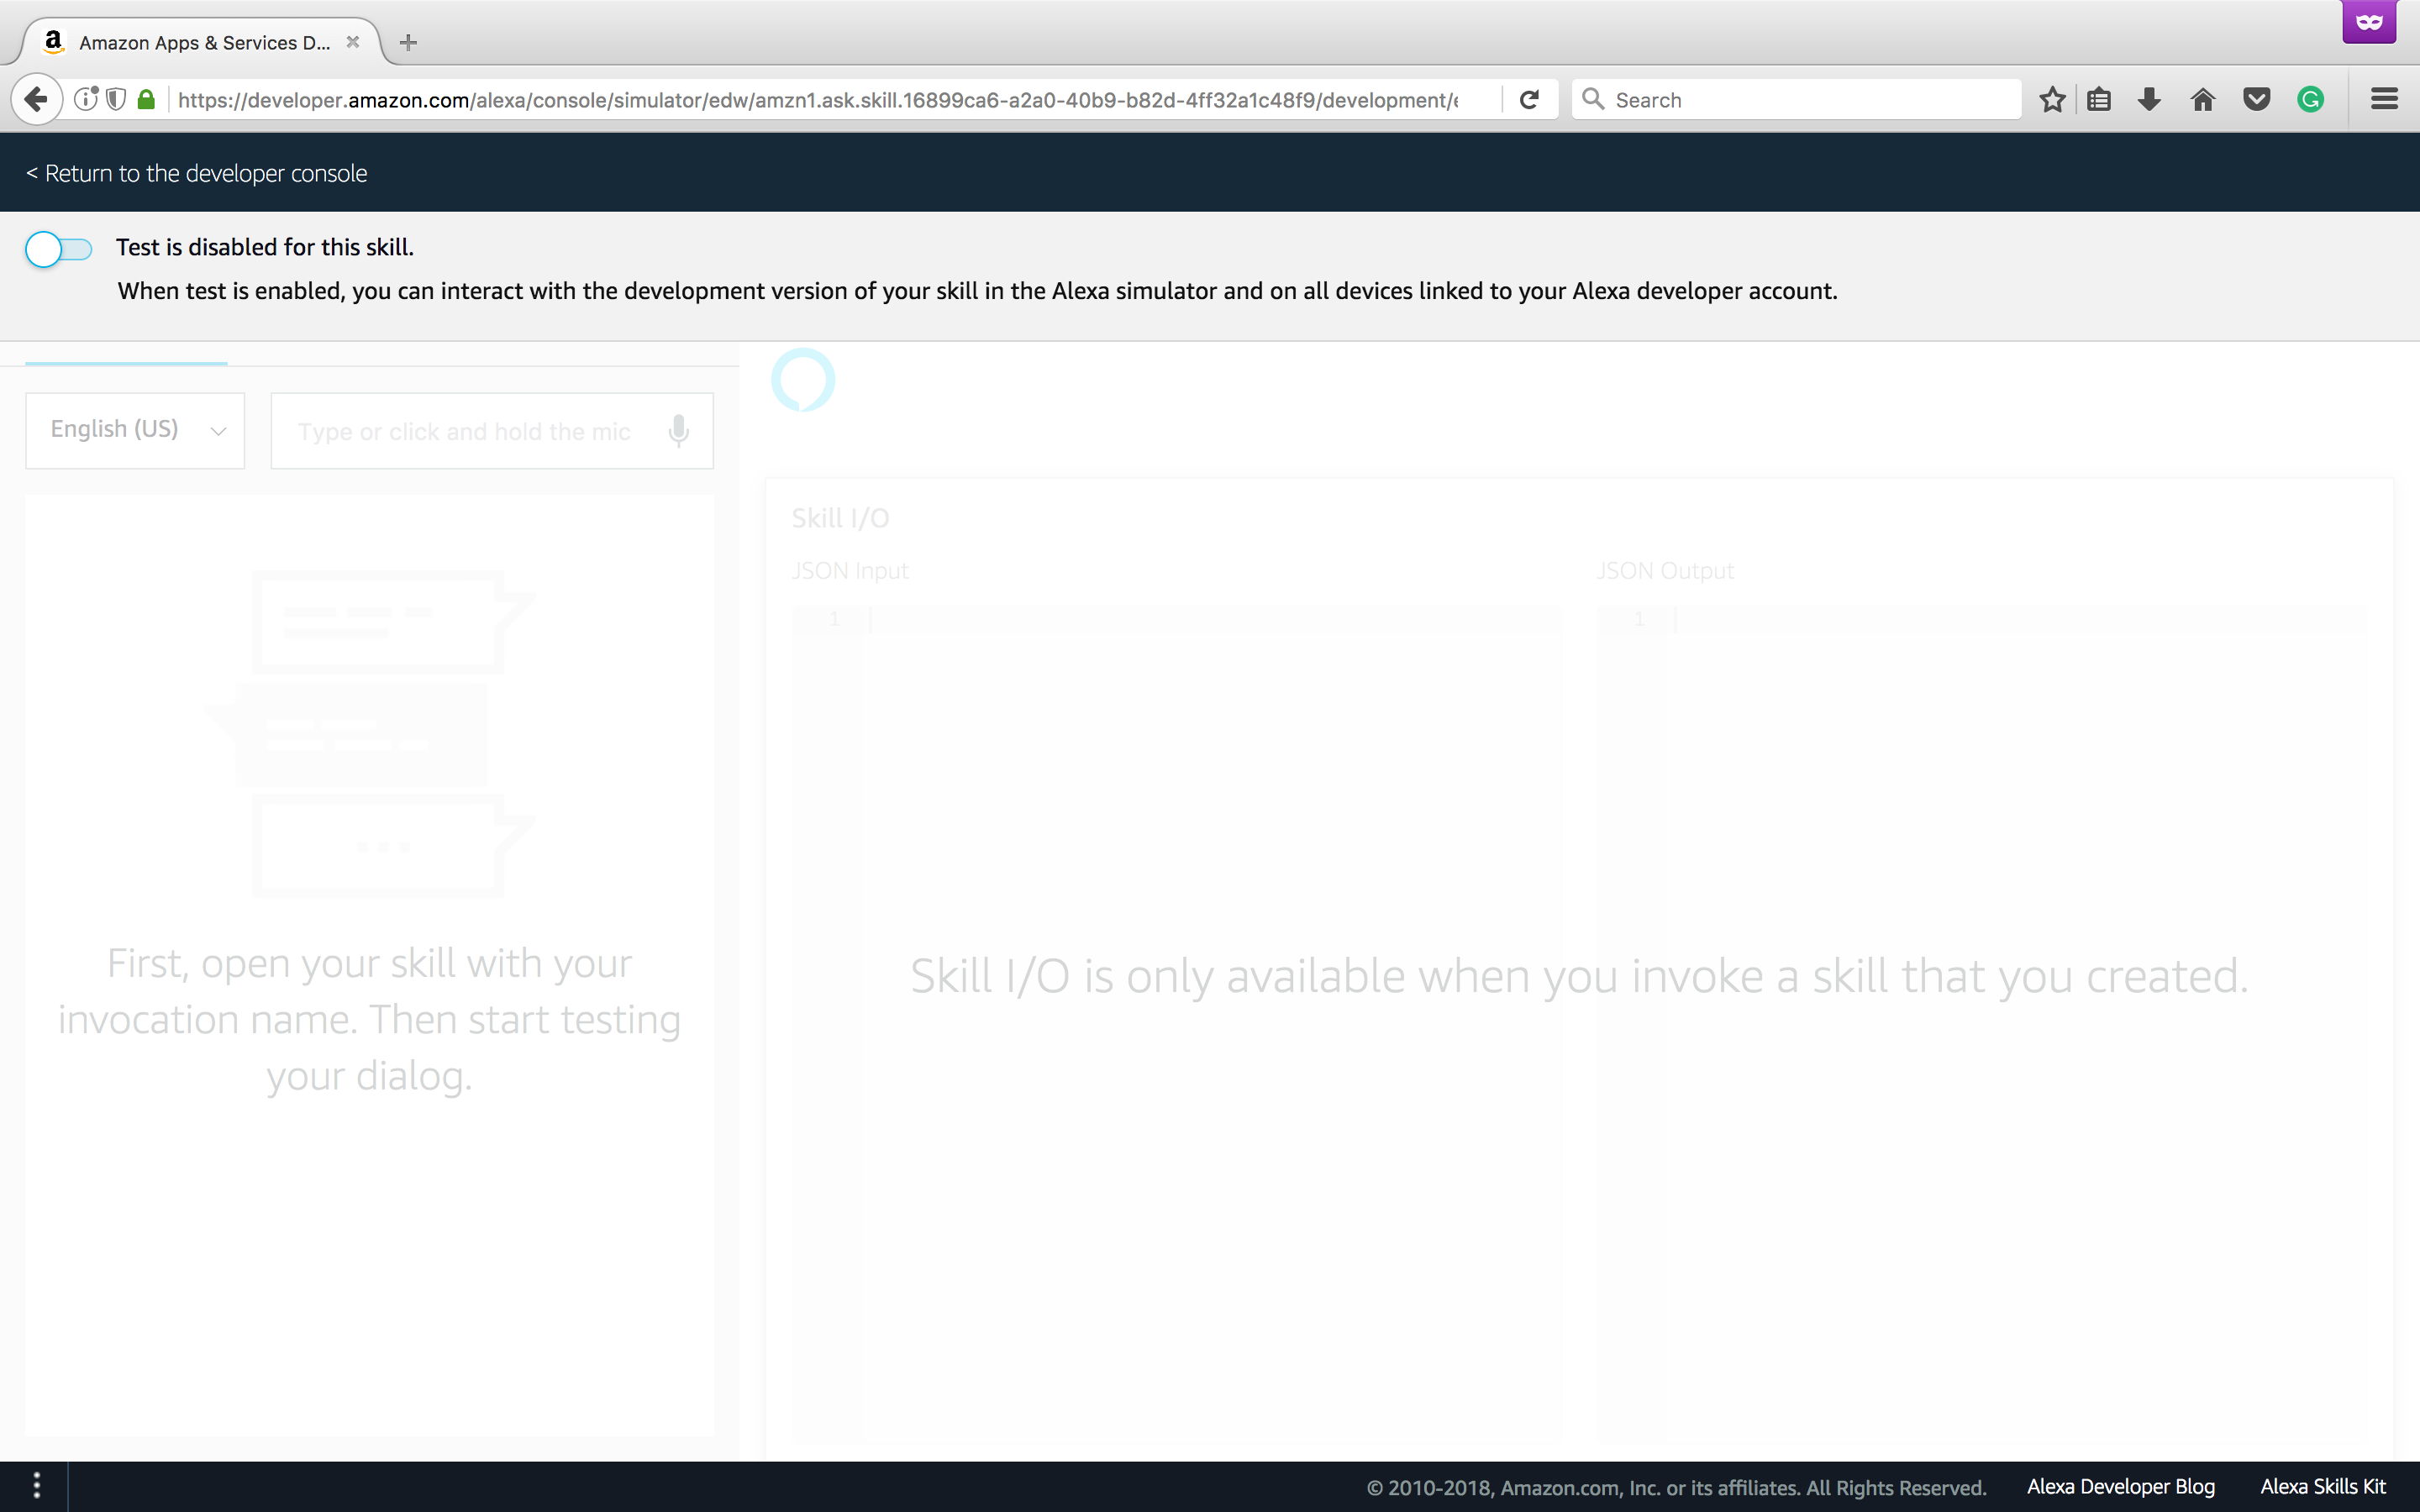 Amazon Apps & Services D...
https://developer.amazon.com/alexa/console/simulator/edw/amzn1.ask.skill.16899ca6-a2a0-40b9-b82d-4ff32a1c48f9/development/e
Search
< Return to the developer console
Test is disabled for this skill.
When test is enabled, you can interact with the development version of your skill in the Alexa simulator and on all devices linked to your Alexa developer account.
English (US)
Type or click and hold the mic
Skill I/O
JSON Input
JSON Output
1
1
First, open your skill with your
invocation name. Then start testing
your dialog.
Skill I/O is only available when you invoke a skill that you created.
© 2010-2018, Amazon.com, Inc. or its affiliates. All Rights Reserved.
Alexa Developer Blog
Alexa Skills Kit